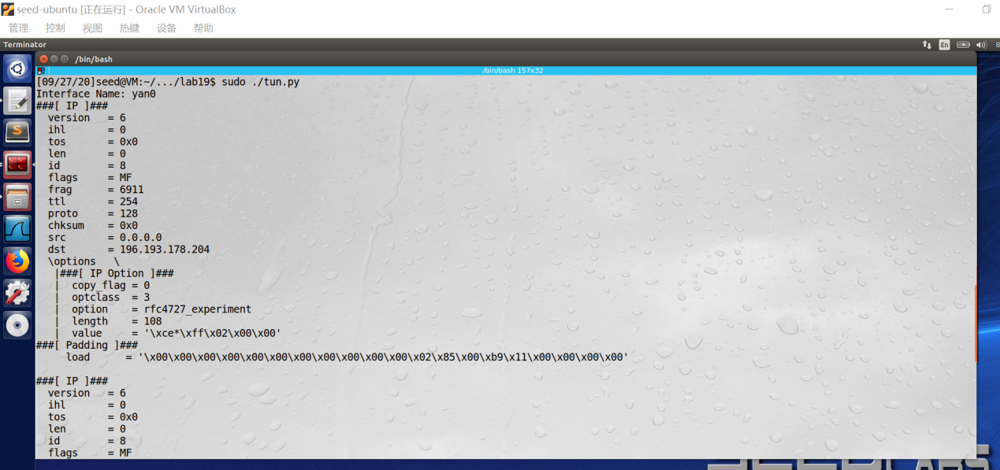 seed-ubuntu [正在运行] - Oracle VM VirtualBox
管理 控制 视图 热键 设备 帮助
Terminator
En
8
/bin/bash
/bin/bash 157x32
[09/27/20]seed@VM:~/.../lab19$ sudo ./tun.py
Interface Name: yan0
###[ IP ]###
  version   = 6
  ihl       = 0
  tos       = 0x0
  len       = 0
  id        = 8
  flags     = MF
  frag      = 6911
  ttl       = 254
  proto     = 128
  chksum    = 0x0
  src       = 0.0.0.0
  dst       = 196.193.178.204
  \options   \
   |###[ IP Option ]###
   |  copy_flag = 0
   |  optclass  = 3
   |  option    = rfc4727_experiment
   |  length    = 108
   |  value     = '\xce*\xff\x02\x00\x00'
###[ Padding ]###
     load      = '\x00\x00\x00\x00\x00\x00\x00\x00\x00\x00\x00\x02\x85\x00\xb9\x11\x00\x00\x00\x00'
###[ IP ]###
  version   = 6
  ihl       = 0
  tos       = 0x0
  len       = 0
  id        = 8
  flags     = MF
SEEDLABS